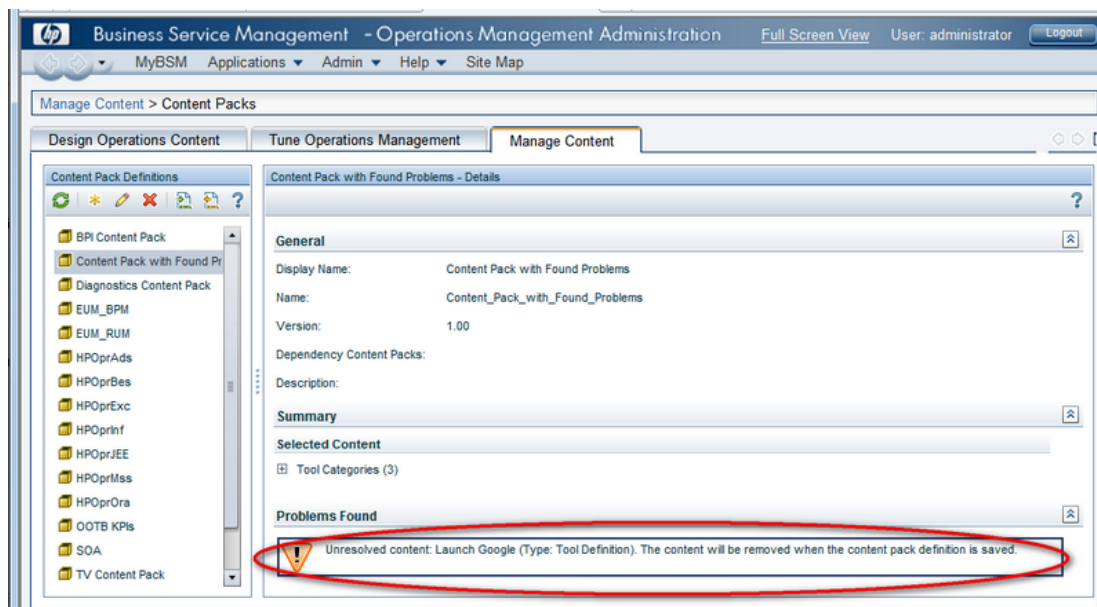 hp Business Service Management - Operations Management Administration Full Screen View User: administrator Logout
MyBSM Applications Admin Help Site Map
Manage Content > Content Packs
Design Operations Content Tune Operations Management Manage Content
Content Pack Definitions
?
BPI Content Pack
Content Pack with Found Pr
Diagnostics Content Pack
EUM_BPM
EUM_RUM
HPOprAds
HPOprBes
HPOprExc
HPOprInf
HPOprJEE
HPOprMss
HPOprOra
OOTB KPIs
SOA
TV Content Pack
Content Pack with Found Problems - Details
?
General
Display Name: Content Pack with Found Problems
Name: Content_Pack_with_Found_Problems
Version: 1.00
Dependency Content Packs:
Description:
Summary
Selected Content
Tool Categories (3)
Problems Found
Unresolved content: Launch Google (Type: Tool Definition). The content will be removed when the content pack definition is saved.